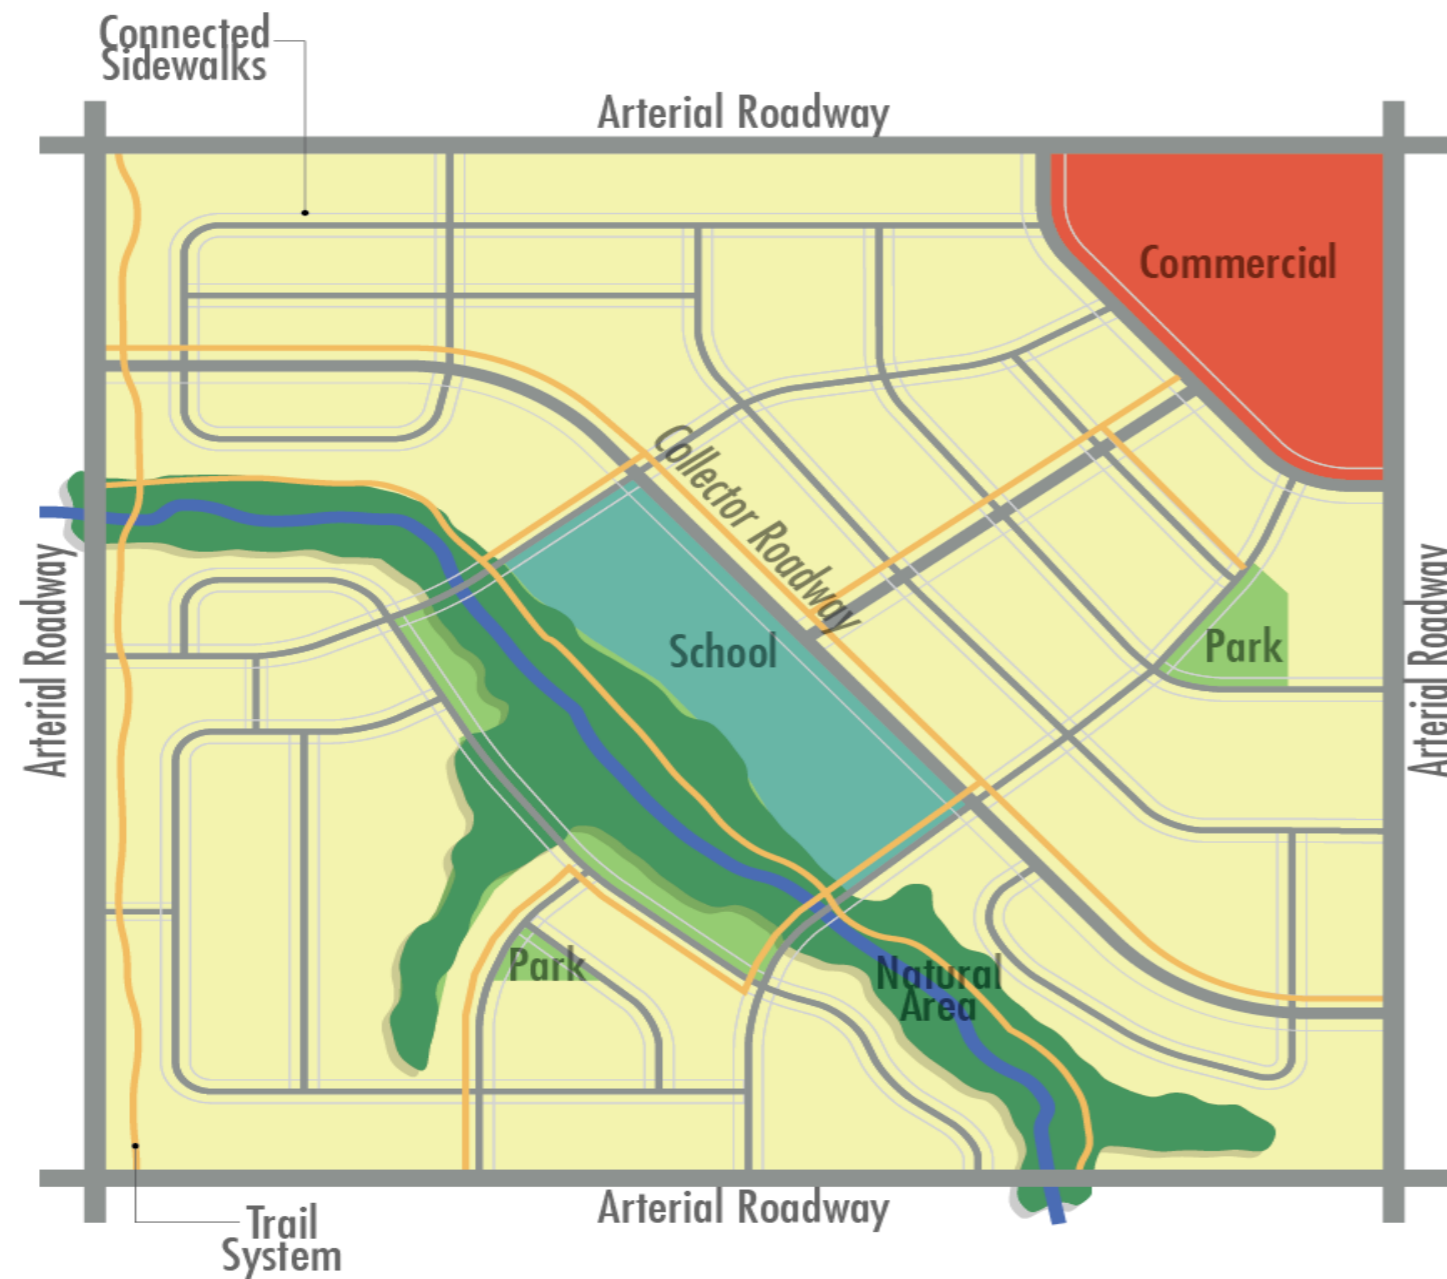 Connected
Sidewalks
Arterial Roadway
Commercial
Collector Roadway
School
Park
Arterial Roadway
Arterial Roadway
Park
Natural
Area
Arterial Roadway
Trail
System